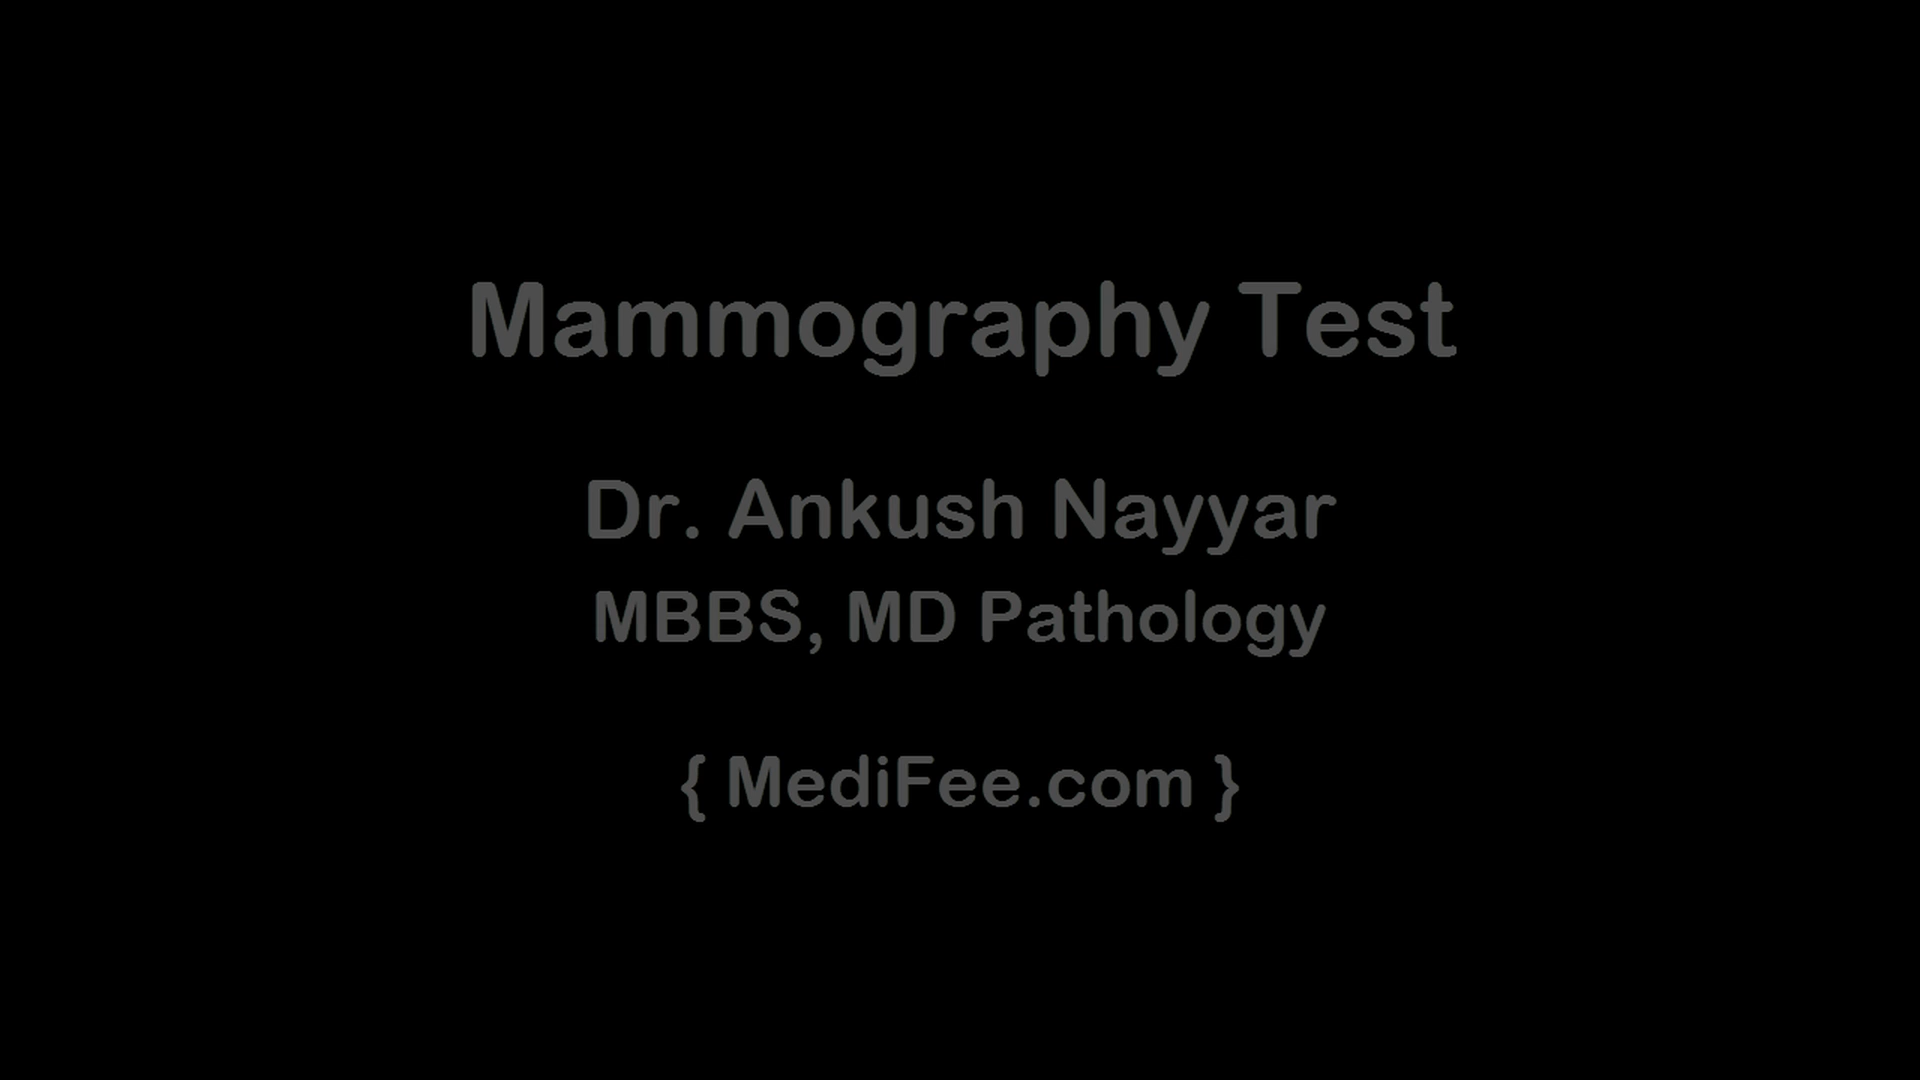 Mammography Test
Dr. Ankush Nayyar
MBBS, MD Pathology
{ MediFee.com }